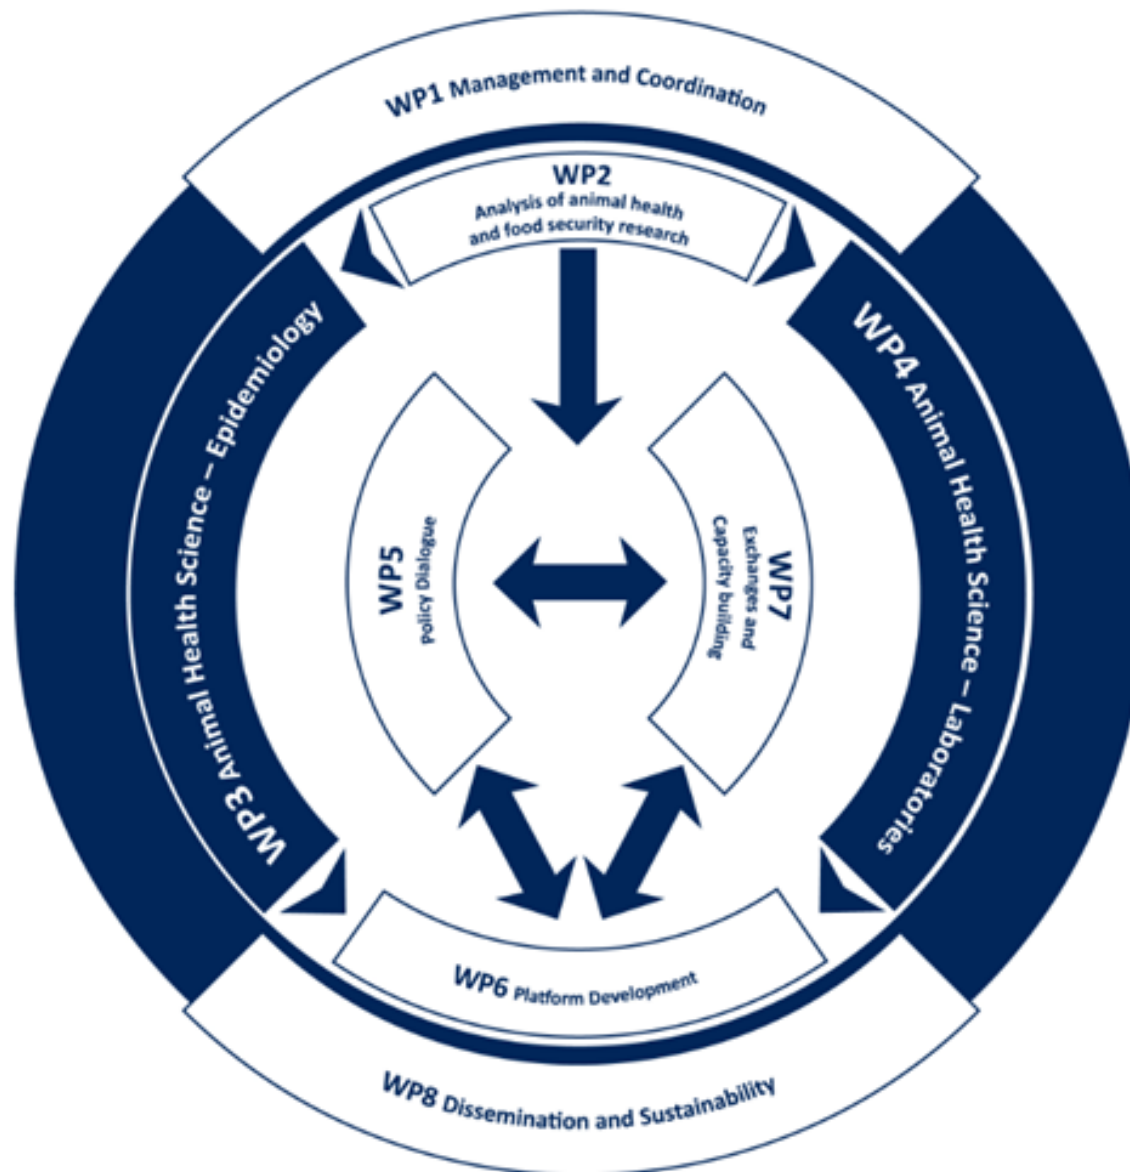 WP1 Management and Coordination
WP2
Analysis of animal health
and food security research
WP3 Animal Health Science – Epidemiology
WP4 Animal Health Science – Laboratories
WP5
Policy Dialogue
WP7
Exchanges and
Capacity building
WP6 Platform Development
WP8 Dissemination and Sustainability